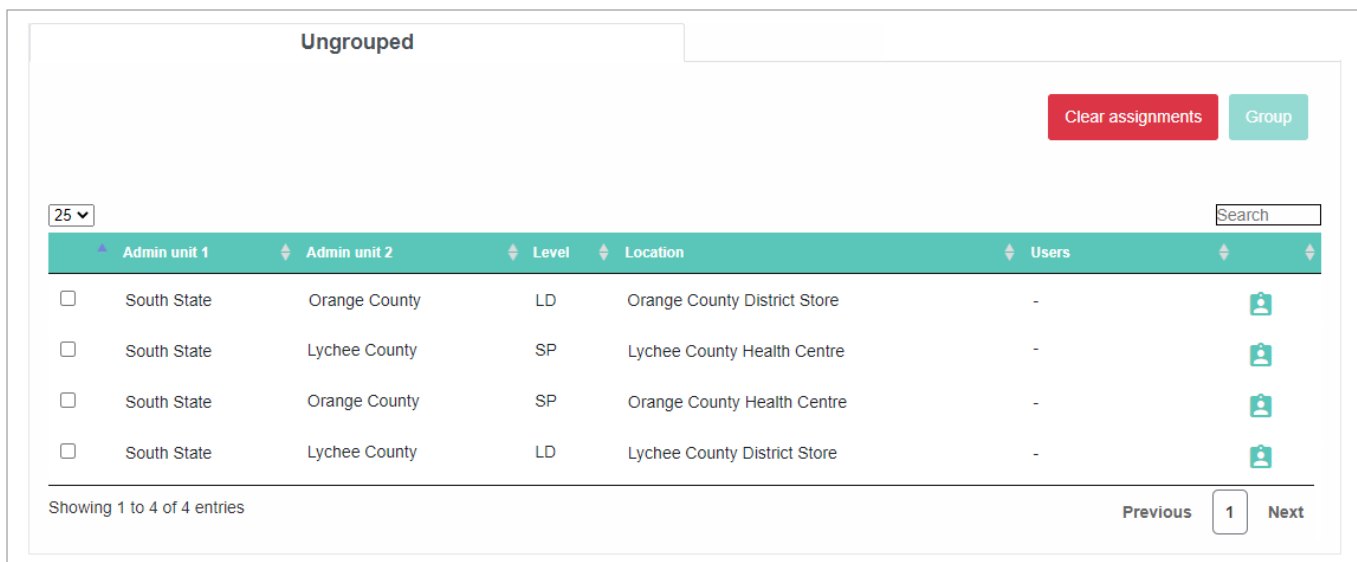 Ungrouped
Clear assignments Group
25
Search
Admin unit 1 Admin unit 2 Level Location Users
South State Orange County LD Orange County District Store -
South State Lychee County SP Lychee County Health Centre -
South State Orange County SP Orange County Health Centre -
South State Lychee County LD Lychee County District Store -
Showing 1 to 4 of 4 entries
Previous 1 Next